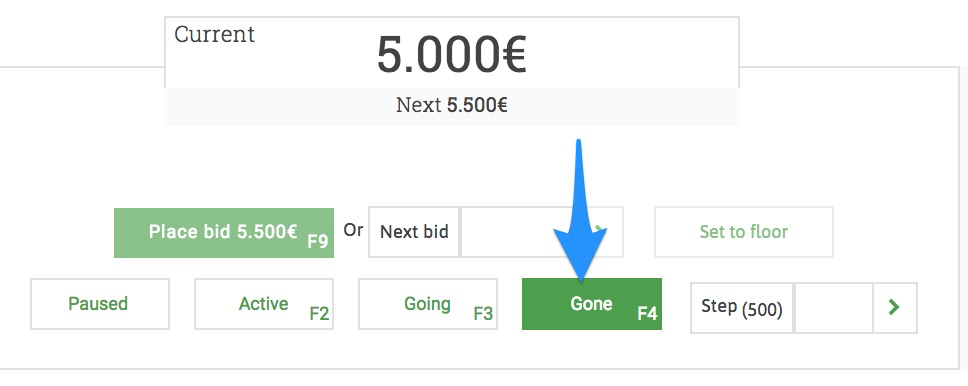 Current
5.000€
Next 5.500€
Place bid 5.500€ F9 Or Next bid Set to floor
Paused Active F2 Going F3 Gone F4 Step (500)